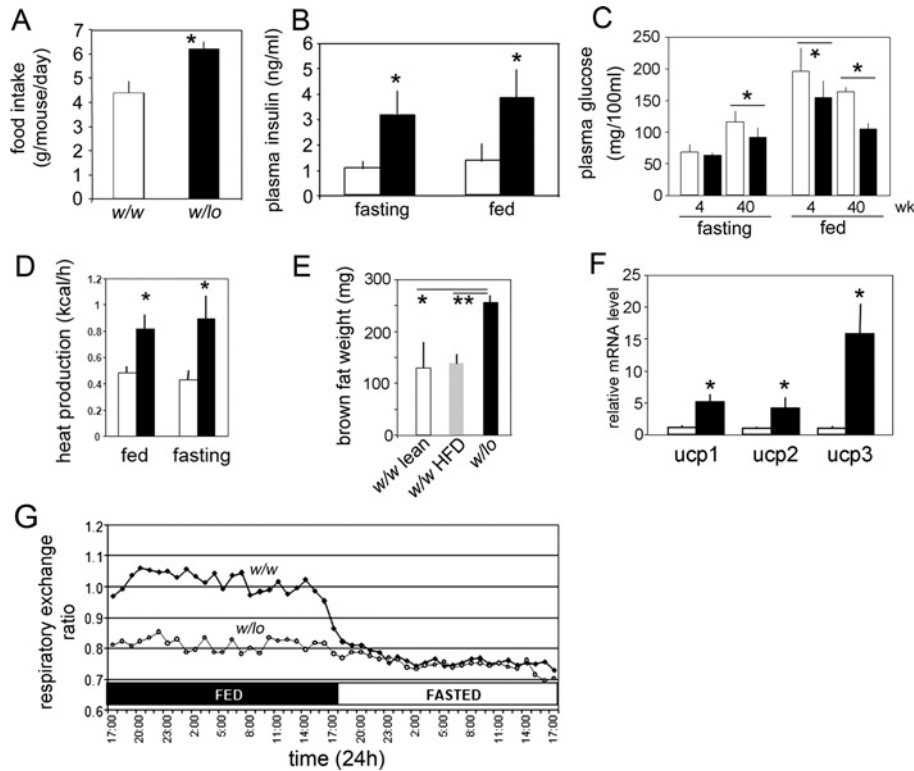 A
food intake
(g/mouse/day)
7
6
5
4
3
2
1
0
*
w/w
w/lo
B
plasma insulin (ng/ml)
6
5
4
3
2
1
0
*
*
fasting
fed
C
plasma glucose
(mg/100ml)
250
200
150
100
50
0
*
*
*
4
40
4
40
wk
fasting
fed
D
heat production (kcal/h)
1.2
1
0.8
0.6
0.4
0.2
0
*
*
fed
fasting
E
brown fat weight (mg)
300
200
100
0
*
**
w/w lean
w/w HFD
w/lo
F
relative mRNA level
25
20
15
10
5
0
*
*
*
ucp1
ucp2
ucp3
G
respiratory exchange
ratio
1.2
1.1
1.0
0.9
0.8
0.7
0.6
w/w
w/lo
FED
FASTED
17:00
20:00
23:00
2:00
5:00
8:00
11:00
14:00
17:00
20:00
23:00
2:00
5:00
8:00
11:00
14:00
17:00
time (24h)